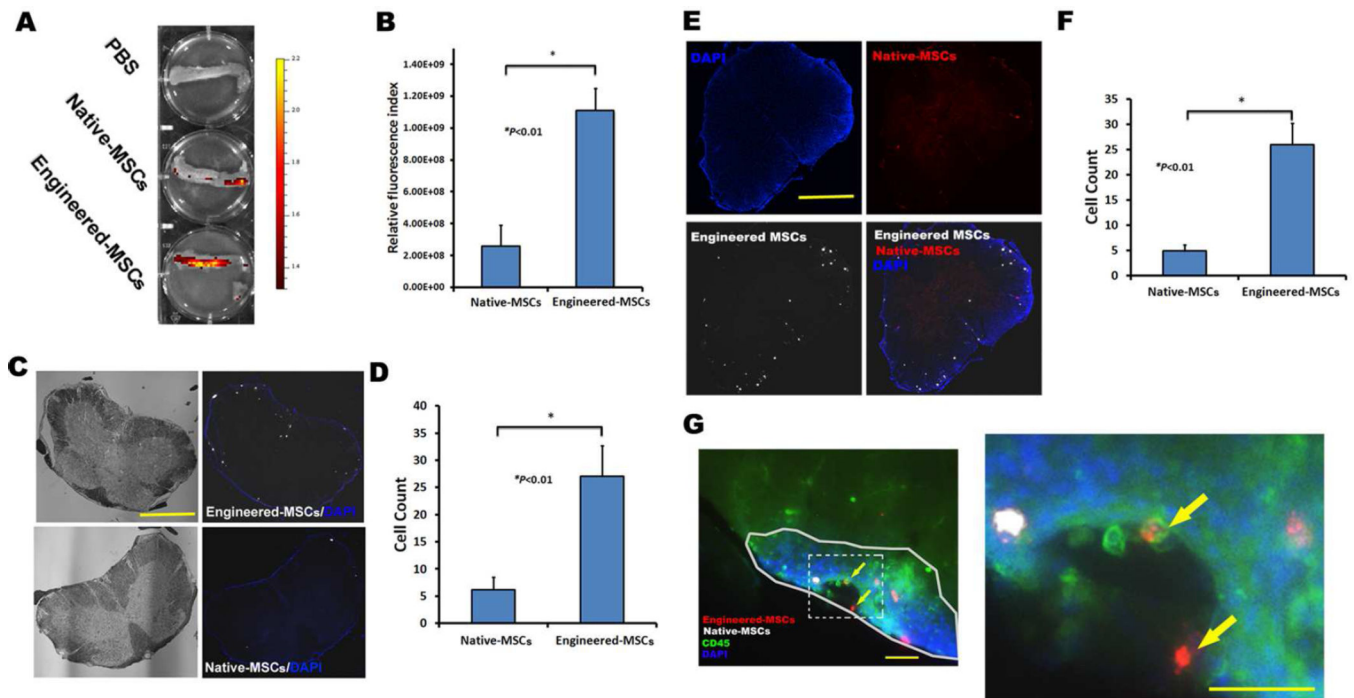 A
PBS
Native-MSCs
Engineered-MSCs
2.2
2.0
1.8
1.6
1.4
B
Relative fluorescence index
1.40E+09
1.20E+09
1.00E+09
8.00E+08
6.00E+08
4.00E+08
2.00E+08
0.00E+00
*
*P<0.01
Native-MSCs
Engineered-MSCs
C
Engineered-MSCs/DAPI
Native-MSCs/DAPI
D
Cell Count
40
35
30
25
20
15
10
5
0
*
*P<0.01
Native-MSCs
Engineered-MSCs
E
DAPI
Native-MSCs
Engineered MSCs
Engineered MSCs
Native-MSCs
DAPI
F
Cell Count
35
30
25
20
15
10
5
0
*
*P<0.01
Native-MSCs
Engineered-MSCs
G
Engineered-MSCs
Native-MSCs
CD45
DAPI